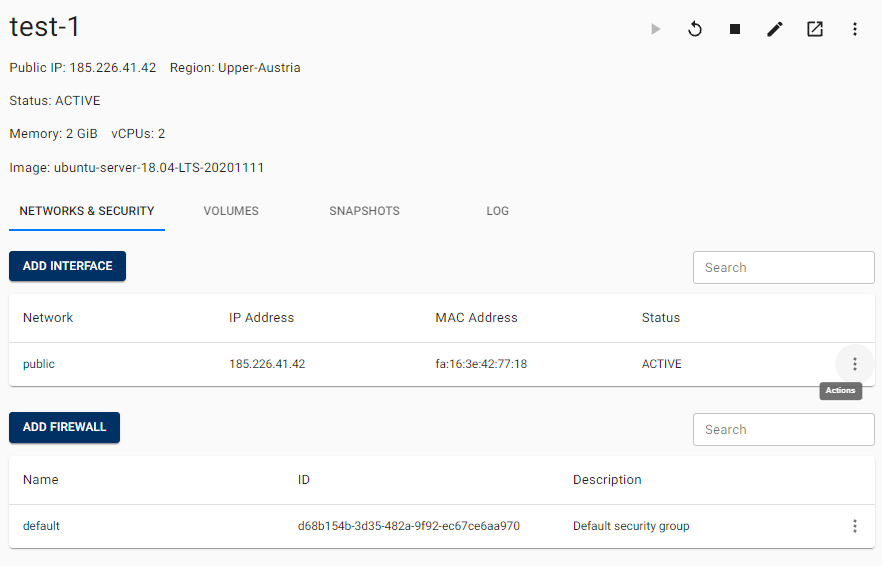 test-1
Public IP: 185.226.41.42 Region: Upper-Austria
Status: ACTIVE
Memory: 2 GiB vCPUs: 2
Image: ubuntu-server-18.04-LTS-20201111
NETWORKS & SECURITY VOLUMES SNAPSHOTS LOG
ADD INTERFACE Search
Network IP Address MAC Address Status
public 185.226.41.42 fa:16:3e:42:77:18 ACTIVE
Actions
ADD FIREWALL Search
Name ID Description
default d68b154b-3d35-482a-9f92-ec67ce6aa970 Default security group